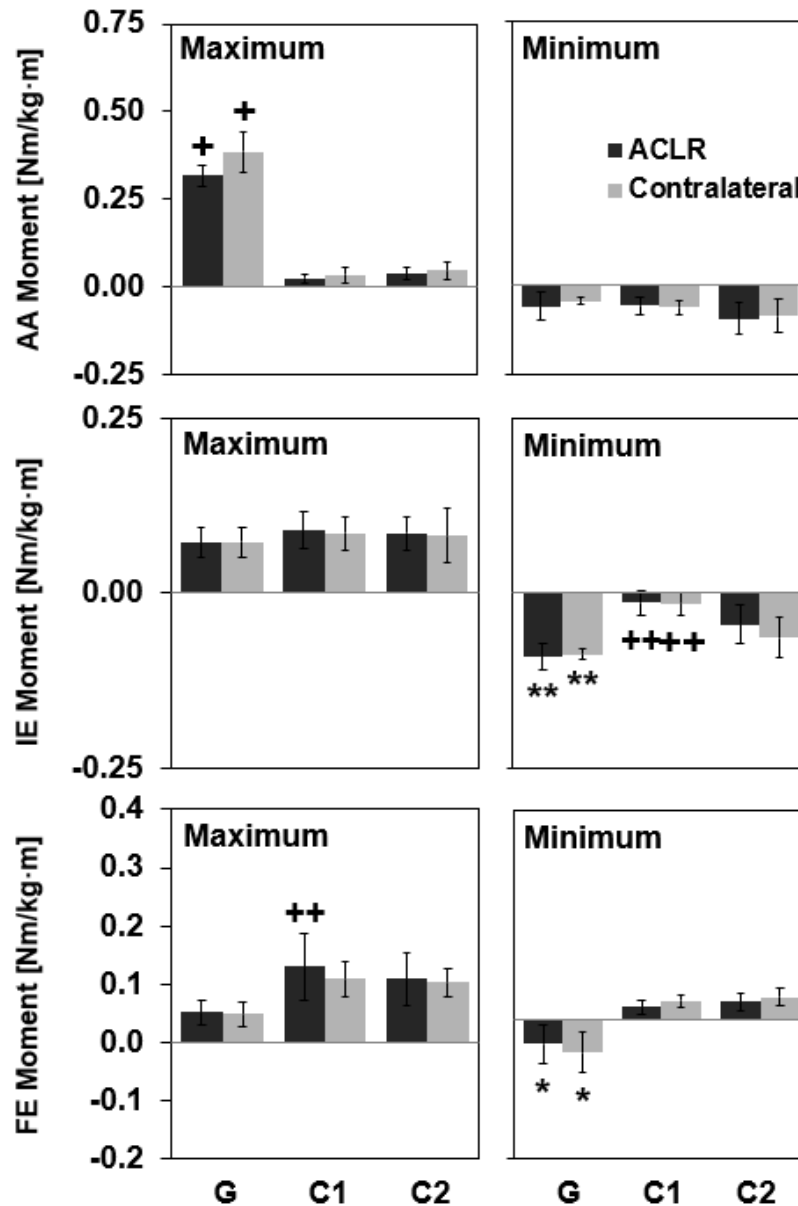 0.75
0.50
0.25
0.00
-0.25
AA Moment [Nm/kg·m]
Maximum
+ +
Minimum
ACLR
Contralateral
0.25
0.00
-0.25
IE Moment [Nm/kg·m]
Maximum
Minimum
++++
** **
0.4
0.3
0.2
0.1
0.0
-0.1
-0.2
FE Moment [Nm/kg·m]
Maximum
++
Minimum
* *
G C1 C2
G C1 C2